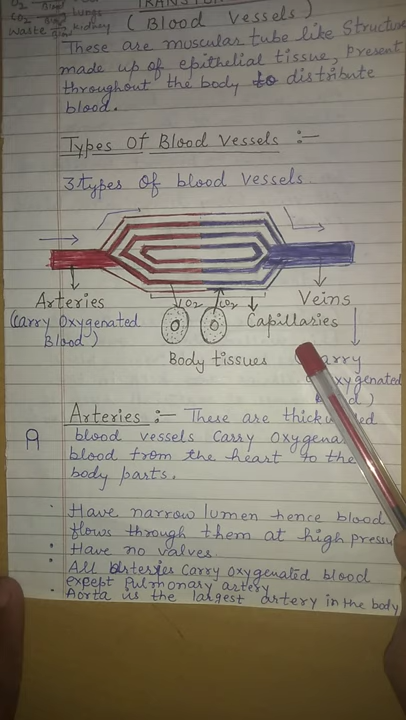 (Blood Vessels)
These are muscular tube like Structure
made up of epithelial tissue, present
throughout the body to distribute
blood.
Types Of Blood Vessels :-
3 types of blood vessels
Arteries
(Carry Oxygenated
Blood)
O2
CO2
Capillaries
Veins
Body tissues
Arteries :- These are thick
blood vessels carry Oxygena
blood from the heart to the
body parts.
A
· Have narrow lumen hence blood
flows through them at high pressu
· Have no valves.
· All arteries carry oxygenated blood
expept Pulmonary artery
· Aorta is the largest artery in the body